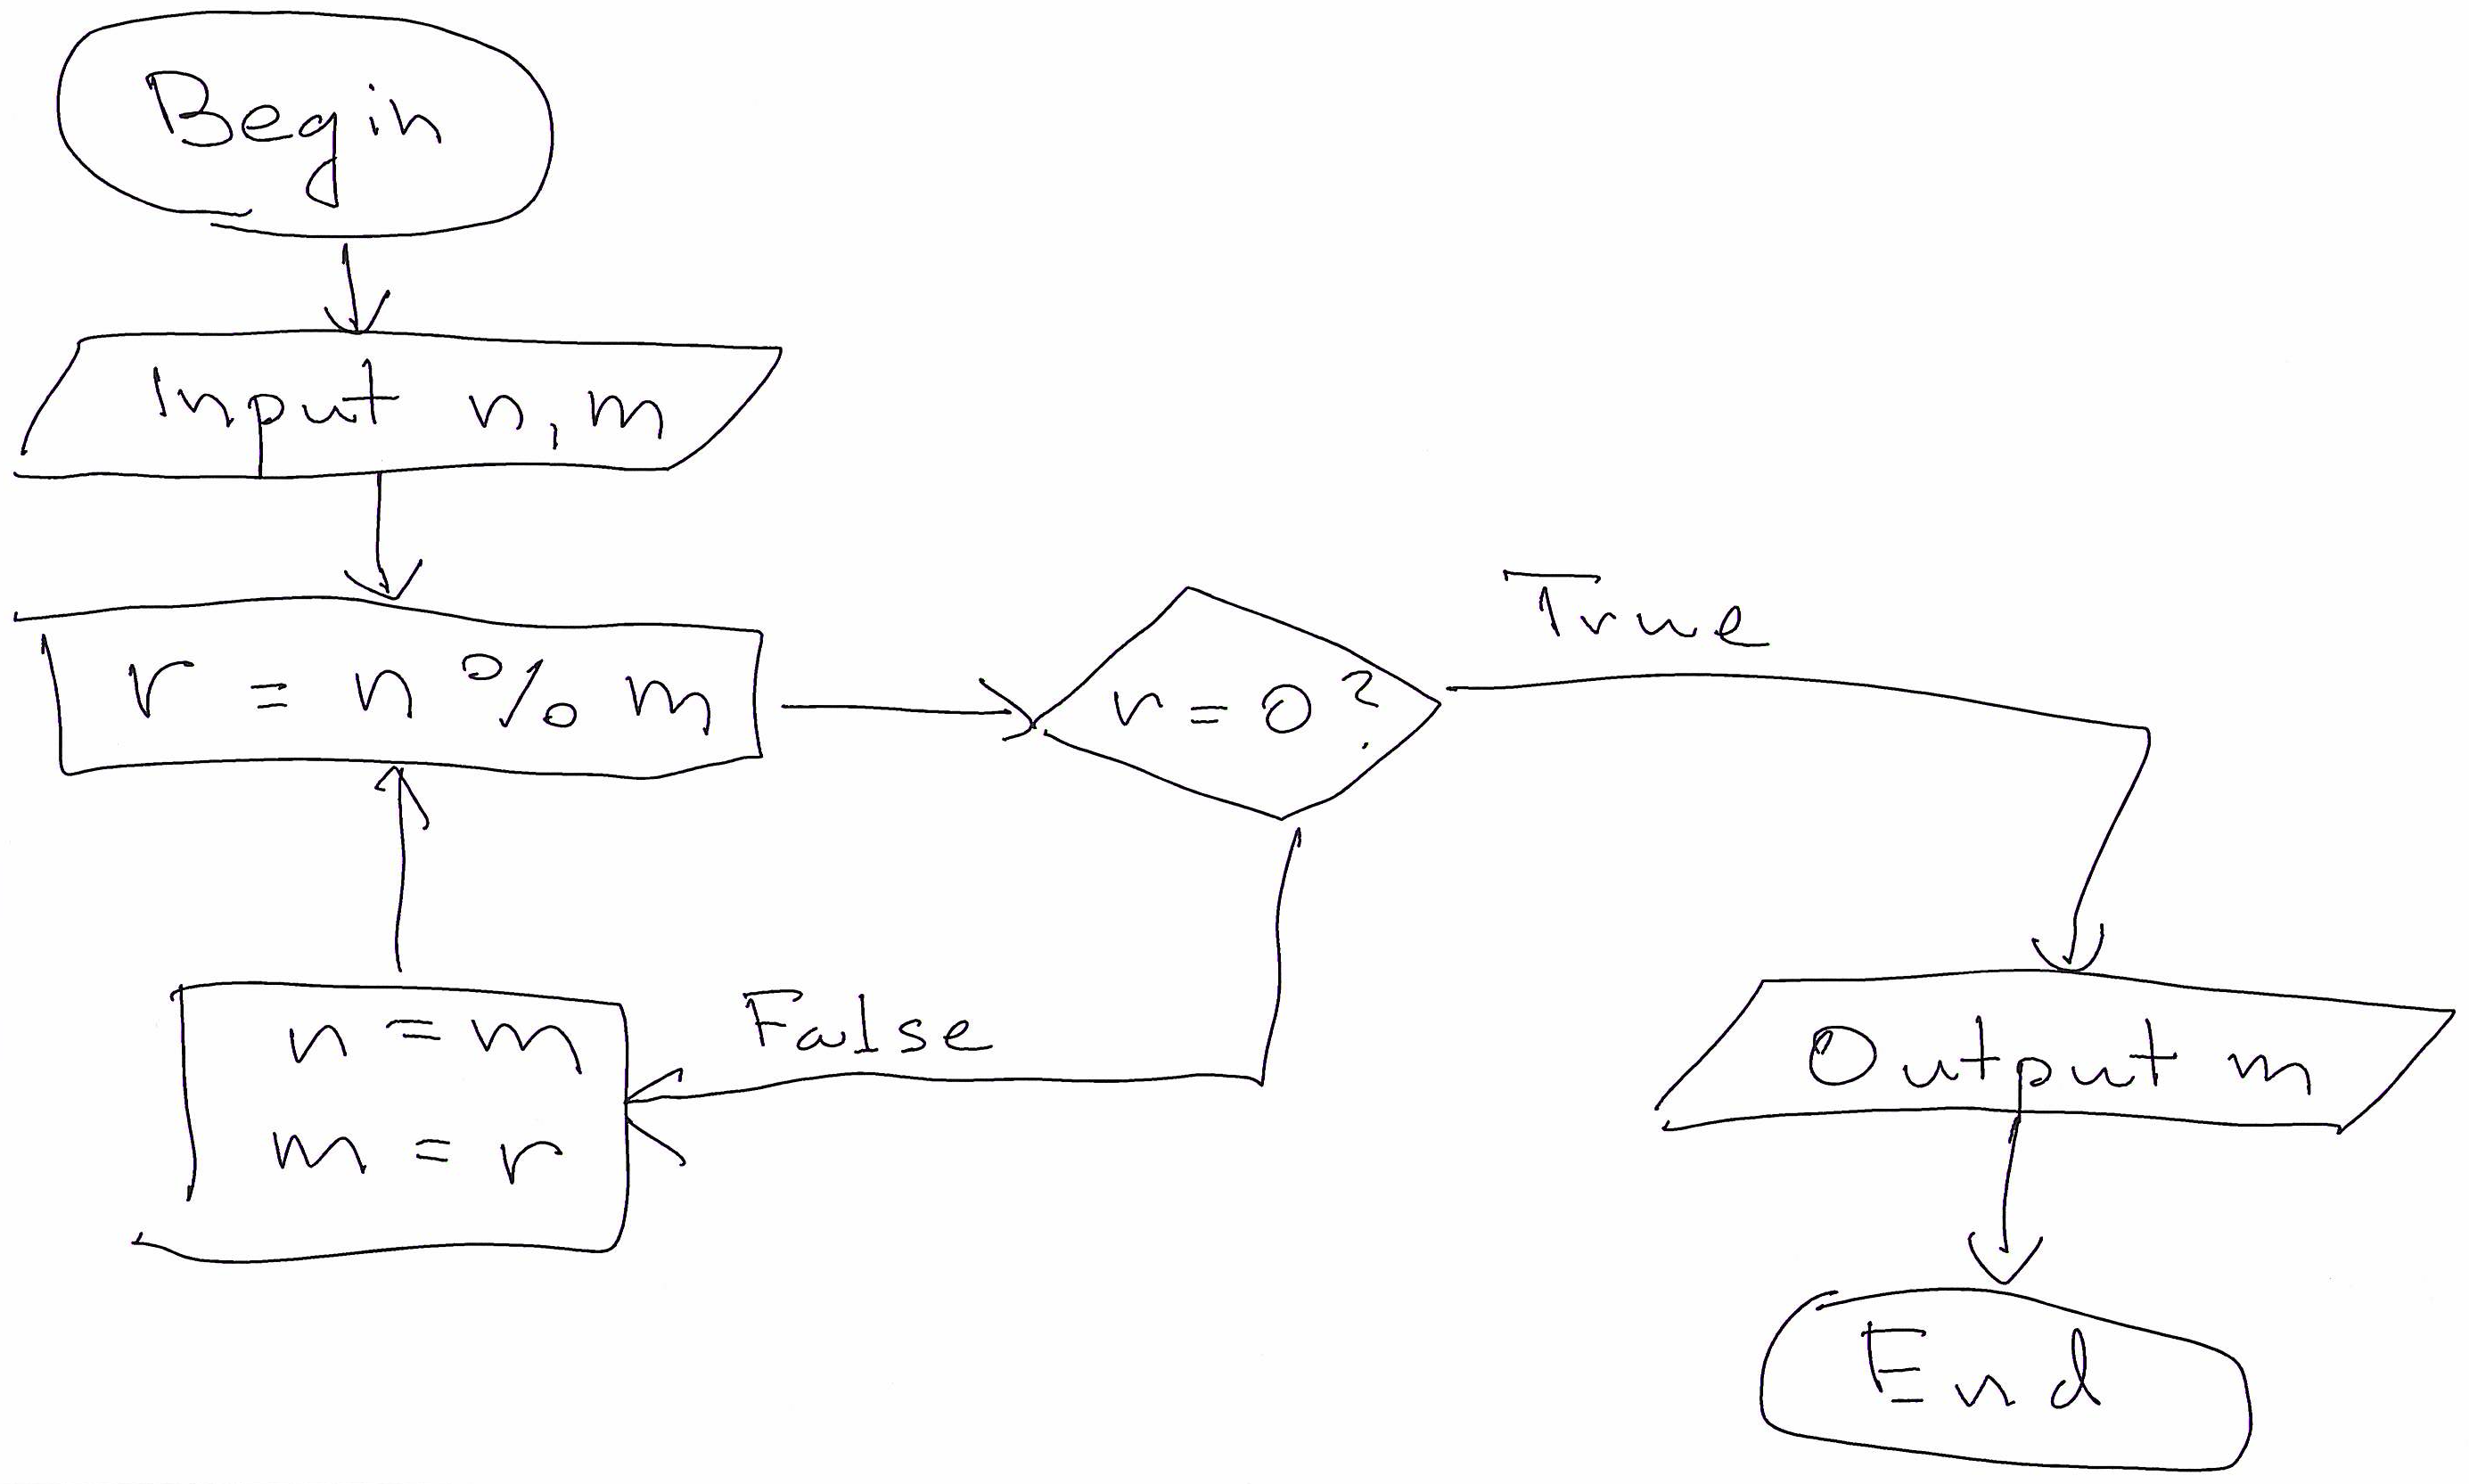 Begin
Input n, m
r = n % m
r = 0 ?
True
False
n = m
m = r
Output m
End